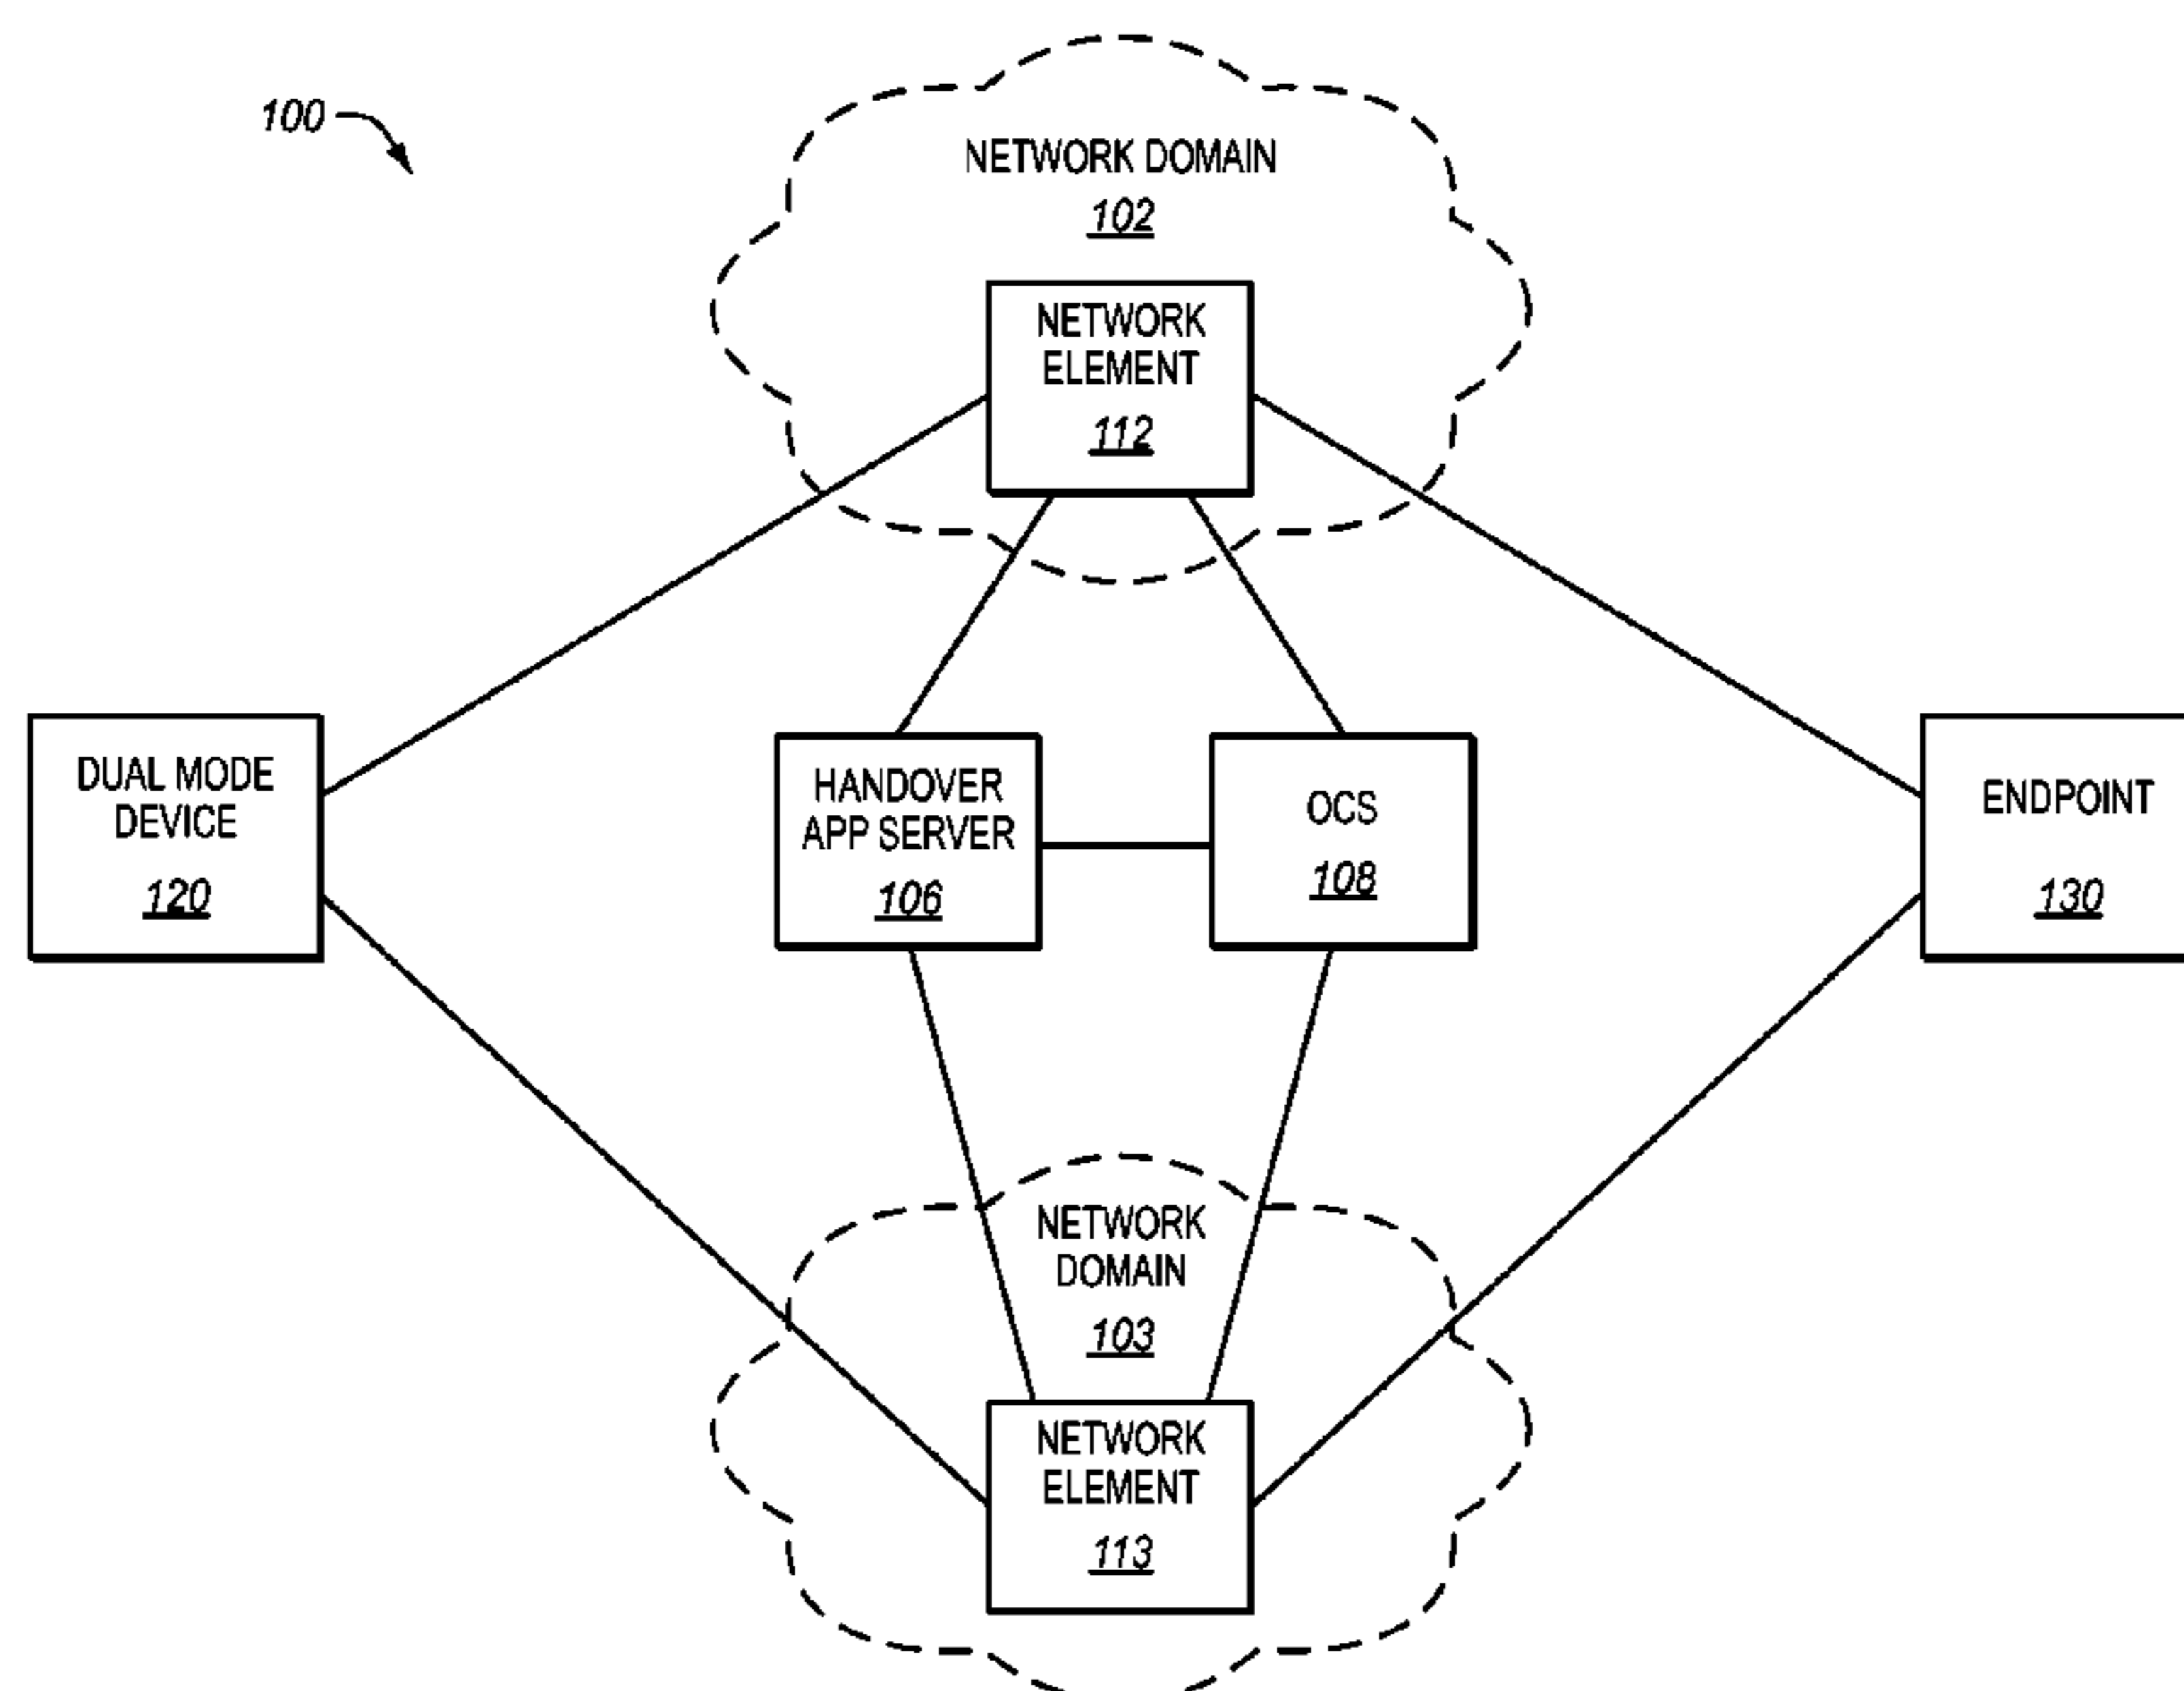 100
NETWORK DOMAIN
102
NETWORK
ELEMENT
112
DUAL MODE
DEVICE
120
HANDOVER
APP SERVER
106
OCS
108
ENDPOINT
130
NETWORK
DOMAIN
103
NETWORK
ELEMENT
113